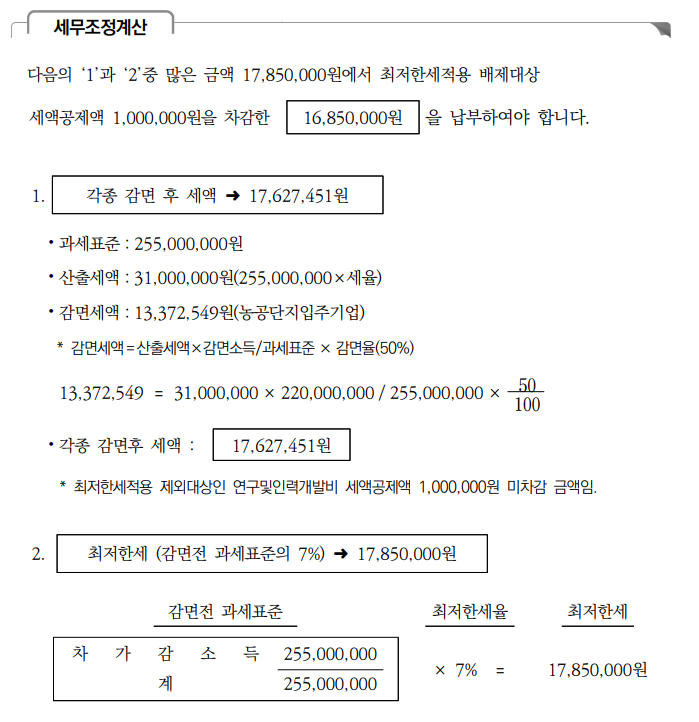 세무조정계산
다음의 ‘1’과 ‘2’중 많은 금액 17,850,000원에서 최저한세적용 배제대상
세액공제액 1,000,000원을 차감한 16,850,000원 을 납부하여야 합니다.
1. 각종 감면 후 세액 ➜ 17,627,451원
• 과세표준 : 255,000,000원
• 산출세액 : 31,000,000원(255,000,000×세율)
• 감면세액 : 13,372,549원(농공단지입주기업)
* 감면세액=산출세액×감면소득/과세표준 × 감면율(50%)
13,372,549 = 31,000,000 × 220,000,000 / 255,000,000 × 50/100
• 각종 감면후 세액 : 17,627,451원
* 최저한세적용 제외대상인 연구및인력개발비 세액공제액 1,000,000원 미차감 금액임.
2. 최저한세 (감면전 과세표준의 7%) ➜ 17,850,000원
감면전 과세표준 최저한세율 최저한세
차 가 감 소 득 255,000,000
× 7% = 17,850,000원
계 255,000,000